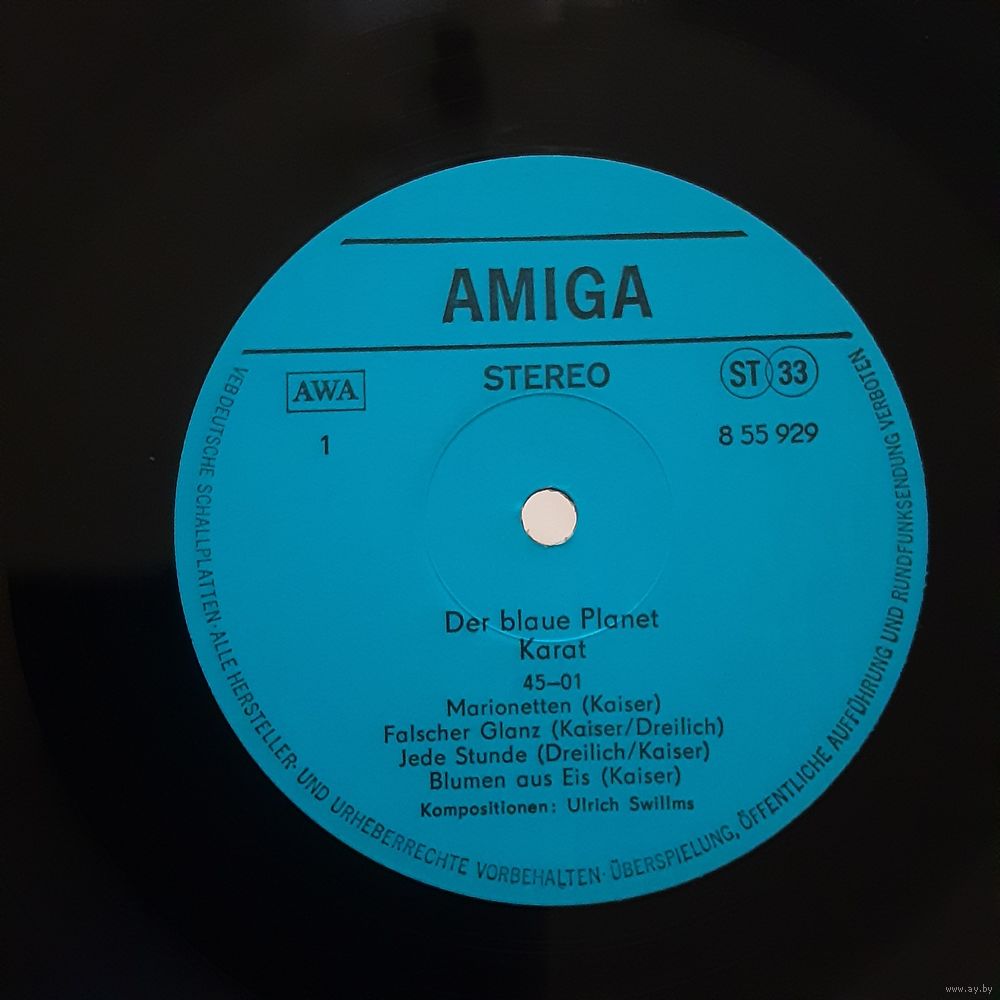 AMIGA
AWA
STEREO
ST 33
1
8 55 929
Der blaue Planet
Karat
45—01
Marionetten (Kaiser)
Falscher Glanz (Kaiser/Dreilich)
Jede Stunde (Dreilich/Kaiser)
Blumen aus Eis (Kaiser)
Kompositionen: Ulrich Swillms
VEB DEUTSCHE SCHALLPLATTEN · ALLE HERSTELLER- UND URHEBERRECHTE VORBEHALTEN · ÜBERSPIELUNG, ÖFFENTLICHE AUFFÜHRUNG UND RUNDFUNKSENDUNG VERBOTEN
www.ay.by